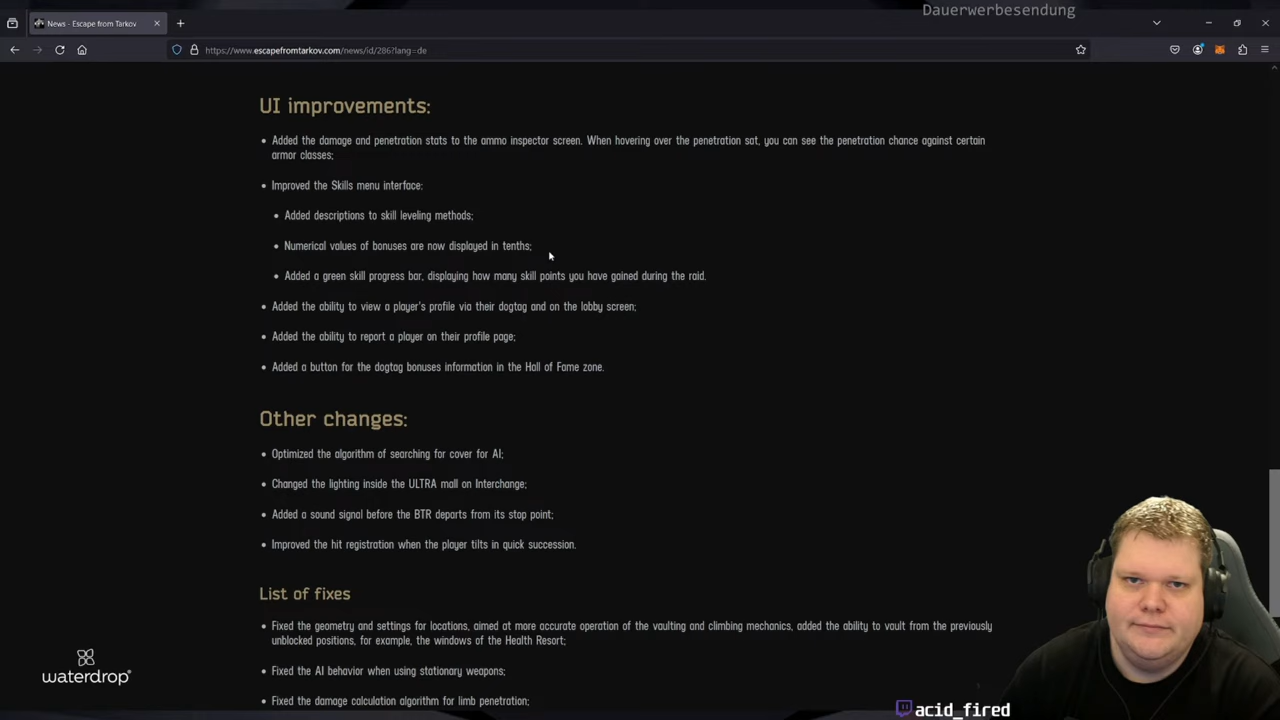 Dauerwerbesendung
News - Escape from Tarkov
https://www.escapefromtarkov.com/news/id/286?lang=de
UI improvements:
Added the damage and penetration stats to the ammo inspector screen. When hovering over the penetration sat, you can see the penetration chance against certain
armor classes;
Improved the Skills menu interface:
Added descriptions to skill leveling methods;
Numerical values of bonuses are now displayed in tenths;
Added a green skill progress bar, displaying how many skill points you have gained during the raid.
Added the ability to view a player's profile via their dogtag and on the lobby screen;
Added the ability to report a player on their profile page;
Added a button for the dogtag bonuses information in the Hall of Fame zone.
Other changes:
Optimized the algorithm of searching for cover for AI;
Changed the lighting inside the ULTRA mall on Interchange;
Added a sound signal before the BTR departs from its stop point;
Improved the hit registration when the player tilts in quick succession.
List of fixes
Fixed the geometry and settings for locations, aimed at more accurate operation of the vaulting and climbing mechanics, added the ability to vault from the previously
unblocked positions, for example, the windows of the Health Resort;
Fixed the AI behavior when using stationary weapons;
Fixed the damage calculation algorithm for limb penetration;
waterdrop
acid_fired